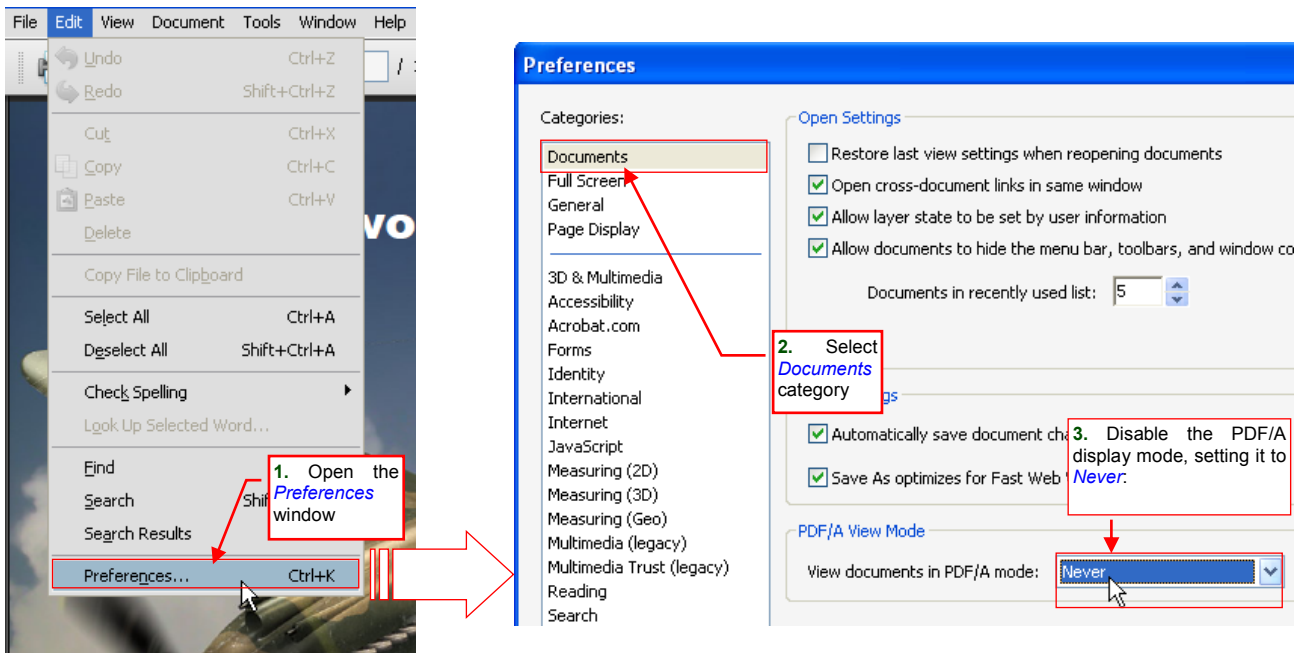 File Edit View Document Tools Window Help
Undo Ctrl+Z
Redo Shift+Ctrl+Z
Cut Ctrl+X
Copy Ctrl+C
Paste Ctrl+V
Delete
Copy File to Clipboard
Select All Ctrl+A
Deselect All Shift+Ctrl+A
Check Spelling
Look Up Selected Word...
Find
Search Shif
Search Results
Preferences... Ctrl+K
/
vo
1. Open the
Preferences
window
Preferences
Categories:
Documents
Full Screen
General
Page Display
3D & Multimedia
Accessibility
Acrobat.com
Forms
Identity
International
Internet
JavaScript
Measuring (2D)
Measuring (3D)
Measuring (Geo)
Multimedia (legacy)
Multimedia Trust (legacy)
Reading
Search
2. Select
Documents
category
Open Settings
Restore last view settings when reopening documents
Open cross-document links in same window
Allow layer state to be set by user information
Allow documents to hide the menu bar, toolbars, and window co
Documents in recently used list: 5
gs
Automatically save document cha
Save As optimizes for Fast Web
3. Disable the PDF/A
display mode, setting it to
Never:
PDF/A View Mode
View documents in PDF/A mode: Never